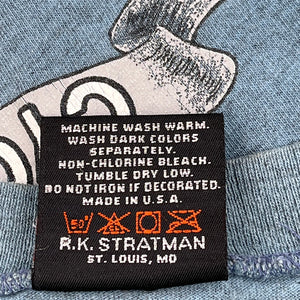 MACHINE WASH WARM.
WASH DARK COLORS
SEPARATELY.
NON-CHLORINE BLEACH.
TUMBLE DRY LOW.
DO NOT IRON IF DECORATED.
MADE IN U.S.A.
50°
R.K. STRATMAN
ST. LOUIS, MO